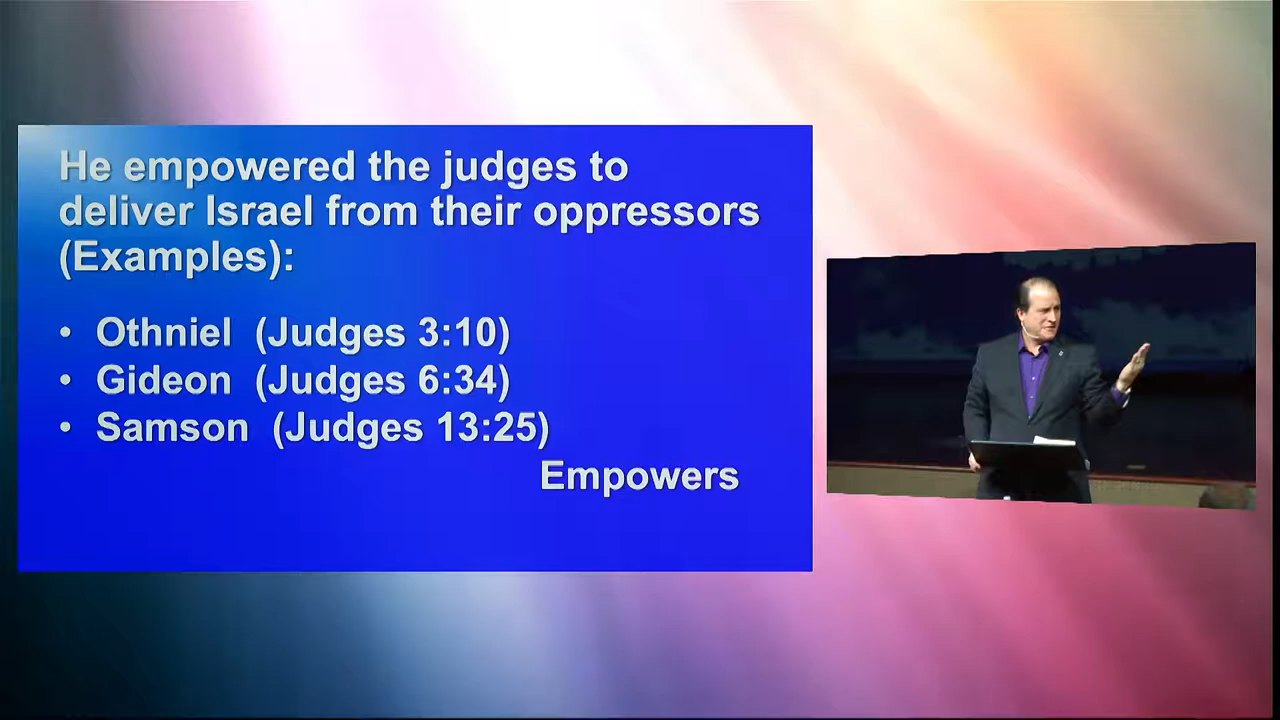 He empowered the judges to
deliver Israel from their oppressors
(Examples):
• Othniel (Judges 3:10)
• Gideon (Judges 6:34)
• Samson (Judges 13:25)
Empowers